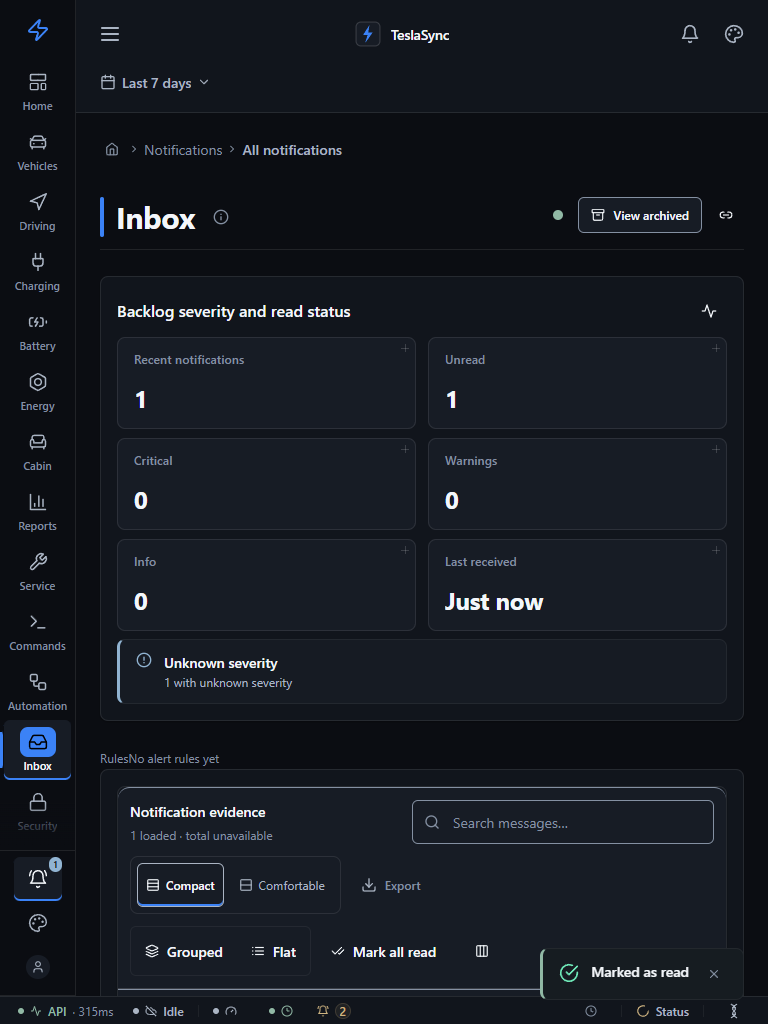 TeslaSync
Last 7 days
Home
Vehicles
Driving
Charging
Battery
Energy
Cabin
Reports
Service
Commands
Automation
Inbox
Security
1
Notifications
All notifications
Inbox
View archived
Backlog severity and read status
Recent notifications
1
Unread
1
Critical
0
Warnings
0
Info
0
Last received
Just now
Unknown severity
1 with unknown severity
RulesNo alert rules yet
Notification evidence
1 loaded · total unavailable
Search messages...
Compact
Comfortable
Export
Grouped
Flat
Mark all read
Marked as read
API · 315ms
Idle
2
Status